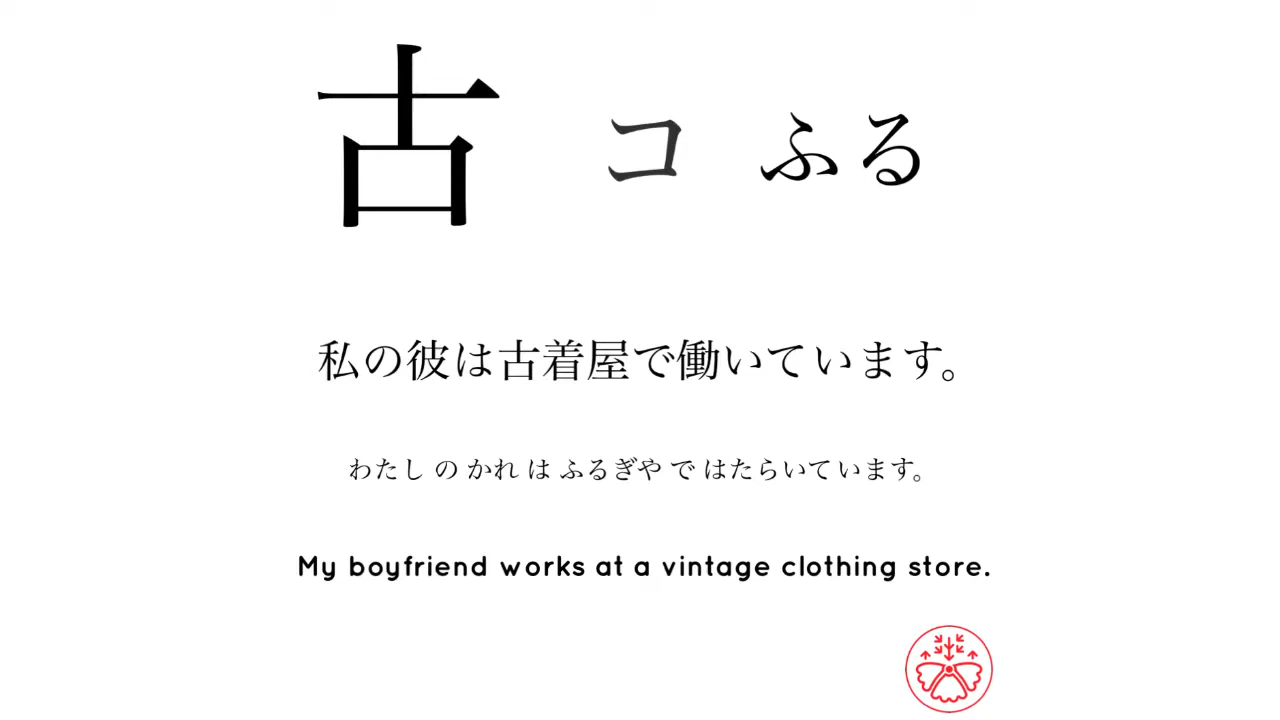 古 コ ふる
私の彼は古着屋で働いています。
わたし の かれ は ふるぎや で はたらいています。
My boyfriend works at a vintage clothing store.